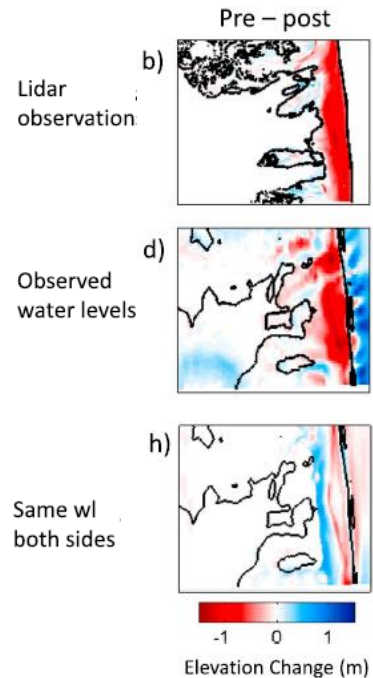 Pre – post
b)
Lidar
observation:
d)
Observed
water levels
h)
Same wl
both sides
-1 0 1
Elevation Change (m)